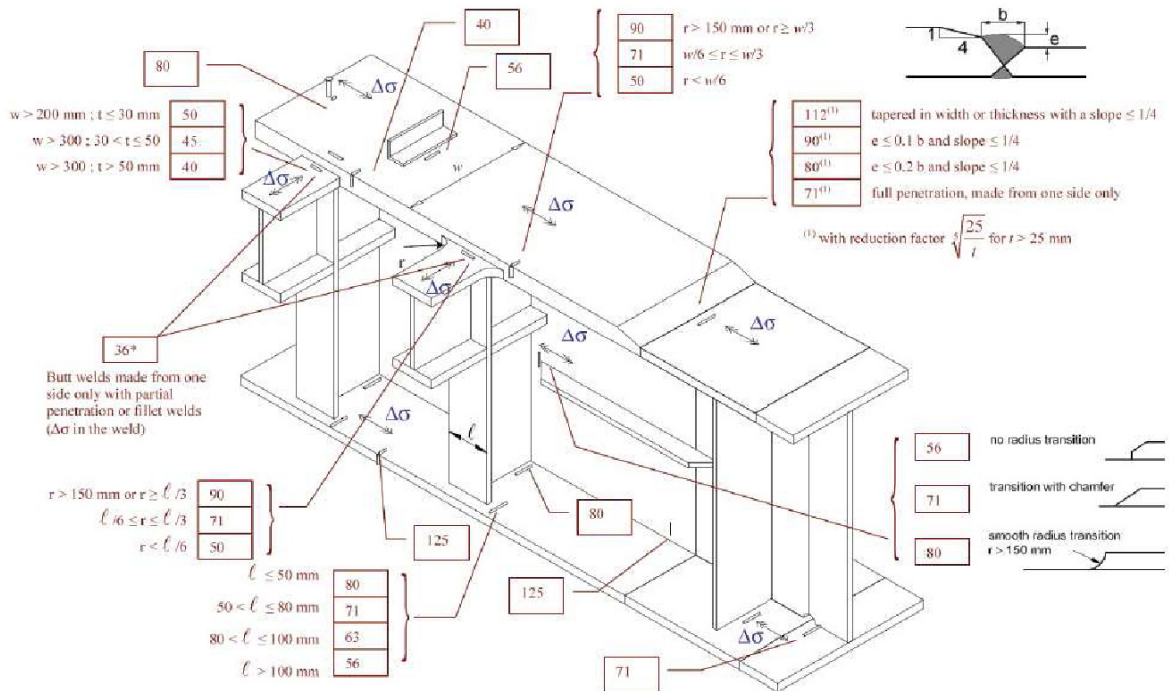 40
90 r > 150 mm or r ≥ w/3
71 w/6 ≤ r ≤ w/3
50 r < w/6
b
1
4
e
80
Δσ
56
w > 200 mm ; t ≤ 30 mm 50
w > 300 ; 30 < t ≤ 50 45
w > 300 ; t > 50 mm 40
112(1) tapered in width or thickness with a slope ≤ 1/4
90(1) e ≤ 0.1 b and slope ≤ 1/4
80(1) e ≤ 0.2 b and slope ≤ 1/4
71(1) full penetration, made from one side only
(1) with reduction factor ⁵√(25/t) for t > 25 mm
w
Δσ
Δσ
r
Δσ
Δσ
Δσ
36*
Butt welds made from one
side only with partial
penetration or fillet welds
(Δσ in the weld)
Δσ
ℓ
56 no radius transition
71 transition with chamfer
80 smooth radius transition
r > 150 mm
r > 150 mm or r ≥ ℓ /3 90
ℓ /6 ≤ r ≤ ℓ /3 71
r < ℓ /6 50
125
80
ℓ ≤ 50 mm 80
50 < ℓ ≤ 80mm 71
80 < ℓ ≤ 100mm 63
ℓ > 100 mm 56
125
Δσ
71